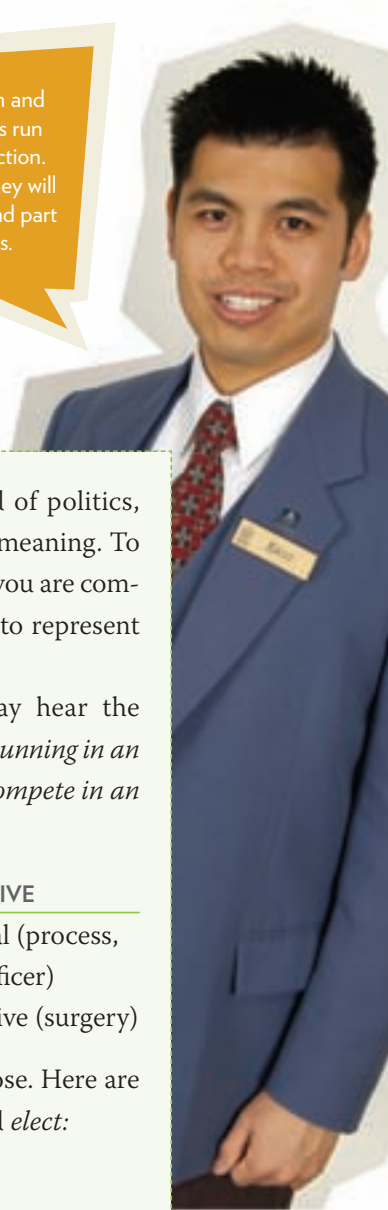 n and
s run
ction.
ey will
nd part
s.
d of politics,
meaning. To
you are com-
to represent
ay hear the
unning in an
ompete in an
IVE
l (process,
ficer)
ive (surgery)
ose. Here are
d elect: